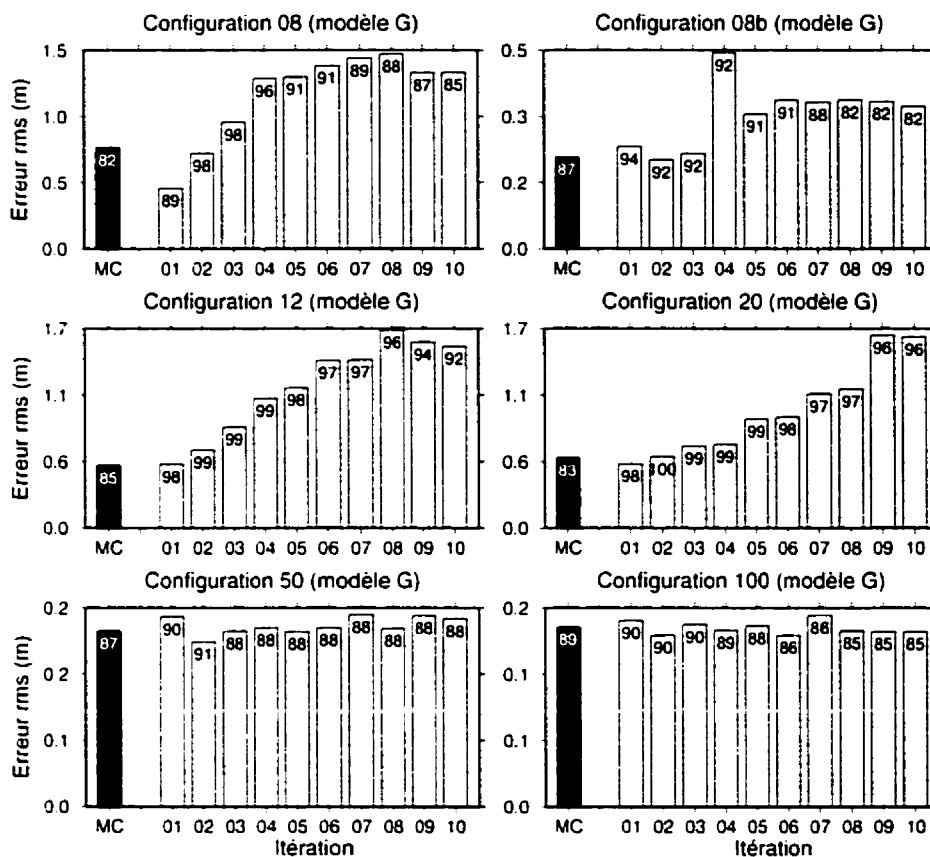 Configuration 08 (modèle G)
Erreur rms (m)
1.5
1.0
0.5
0.0
82 89 98 98 96 91 91 89 88 87 85
MC 01 02 03 04 05 06 07 08 09 10
Configuration 08b (modèle G)
0.5
0.3
0.2
0.0
87 94 92 92 92 91 91 88 82 82 82
MC 01 02 03 04 05 06 07 08 09 10
Configuration 12 (modèle G)
Erreur rms (m)
1.7
1.1
0.6
0.0
85 98 99 99 99 98 97 97 96 94 92
MC 01 02 03 04 05 06 07 08 09 10
Configuration 20 (modèle G)
1.7
1.1
0.6
0.0
83 98 100 99 99 99 98 97 97 96 96
MC 01 02 03 04 05 06 07 08 09 10
Configuration 50 (modèle G)
Erreur rms (m)
0.2
0.2
0.1
0.0
87 90 91 88 88 88 88 88 88 88 88
MC 01 02 03 04 05 06 07 08 09 10
Itération
Configuration 100 (modèle G)
0.2
0.1
0.1
0.0
89 90 90 90 89 86 86 86 85 85 85
MC 01 02 03 04 05 06 07 08 09 10
Itération